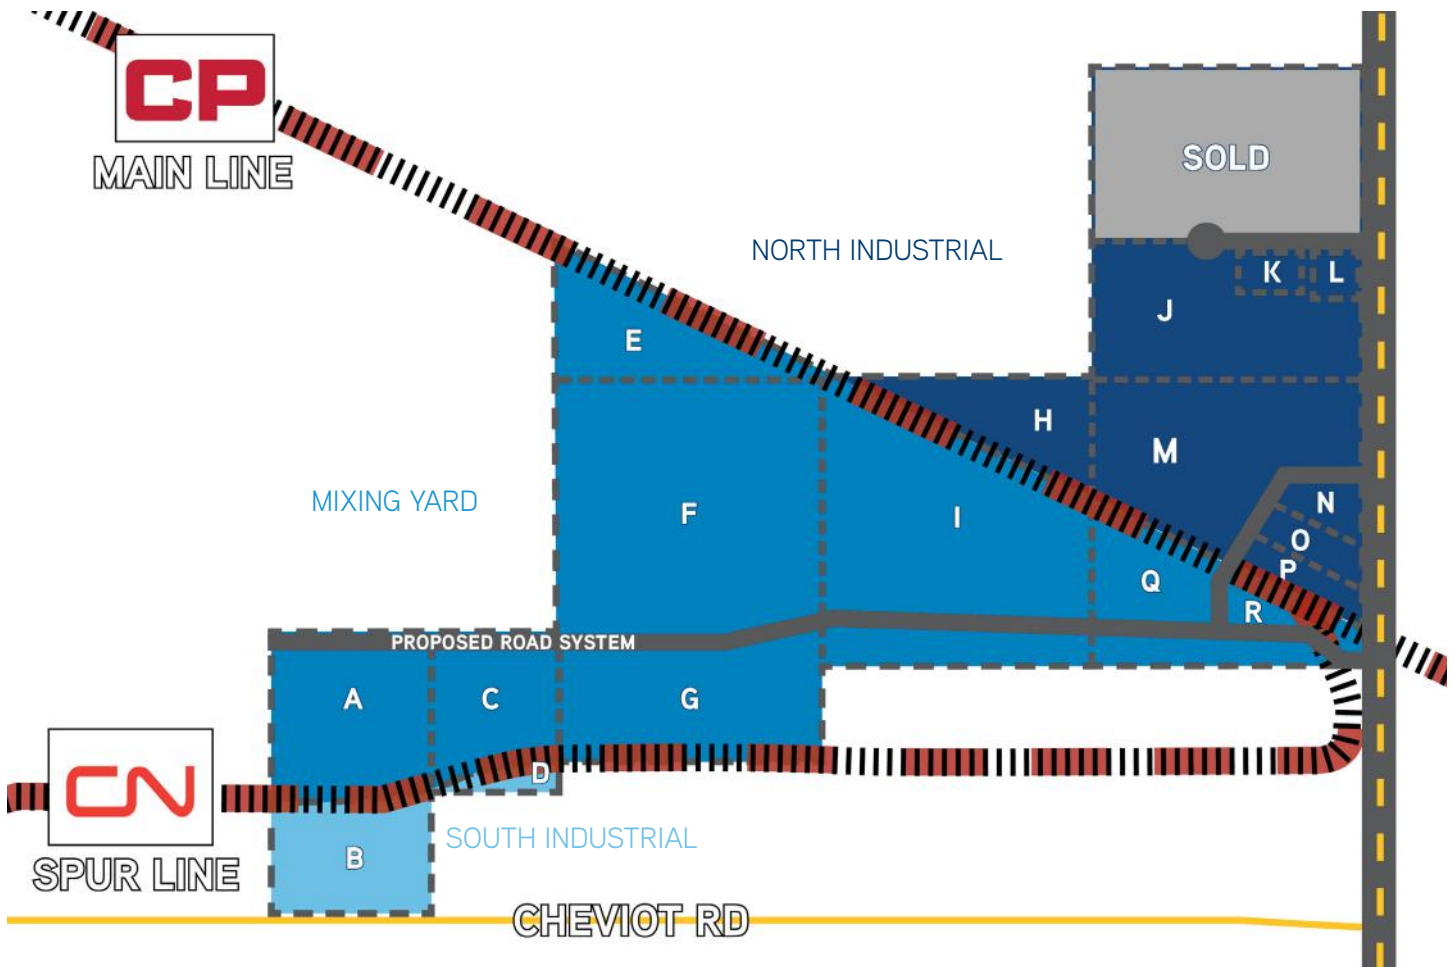 CP
MAIN LINE
SOLD
NORTH INDUSTRIAL
K
L
J
E
H
M
MIXING YARD
F
I
N
O
P
Q
R
PROPOSED ROAD SYSTEM
A
C
G
CN
D
SPUR LINE
B
SOUTH INDUSTRIAL
CHEVIOT RD